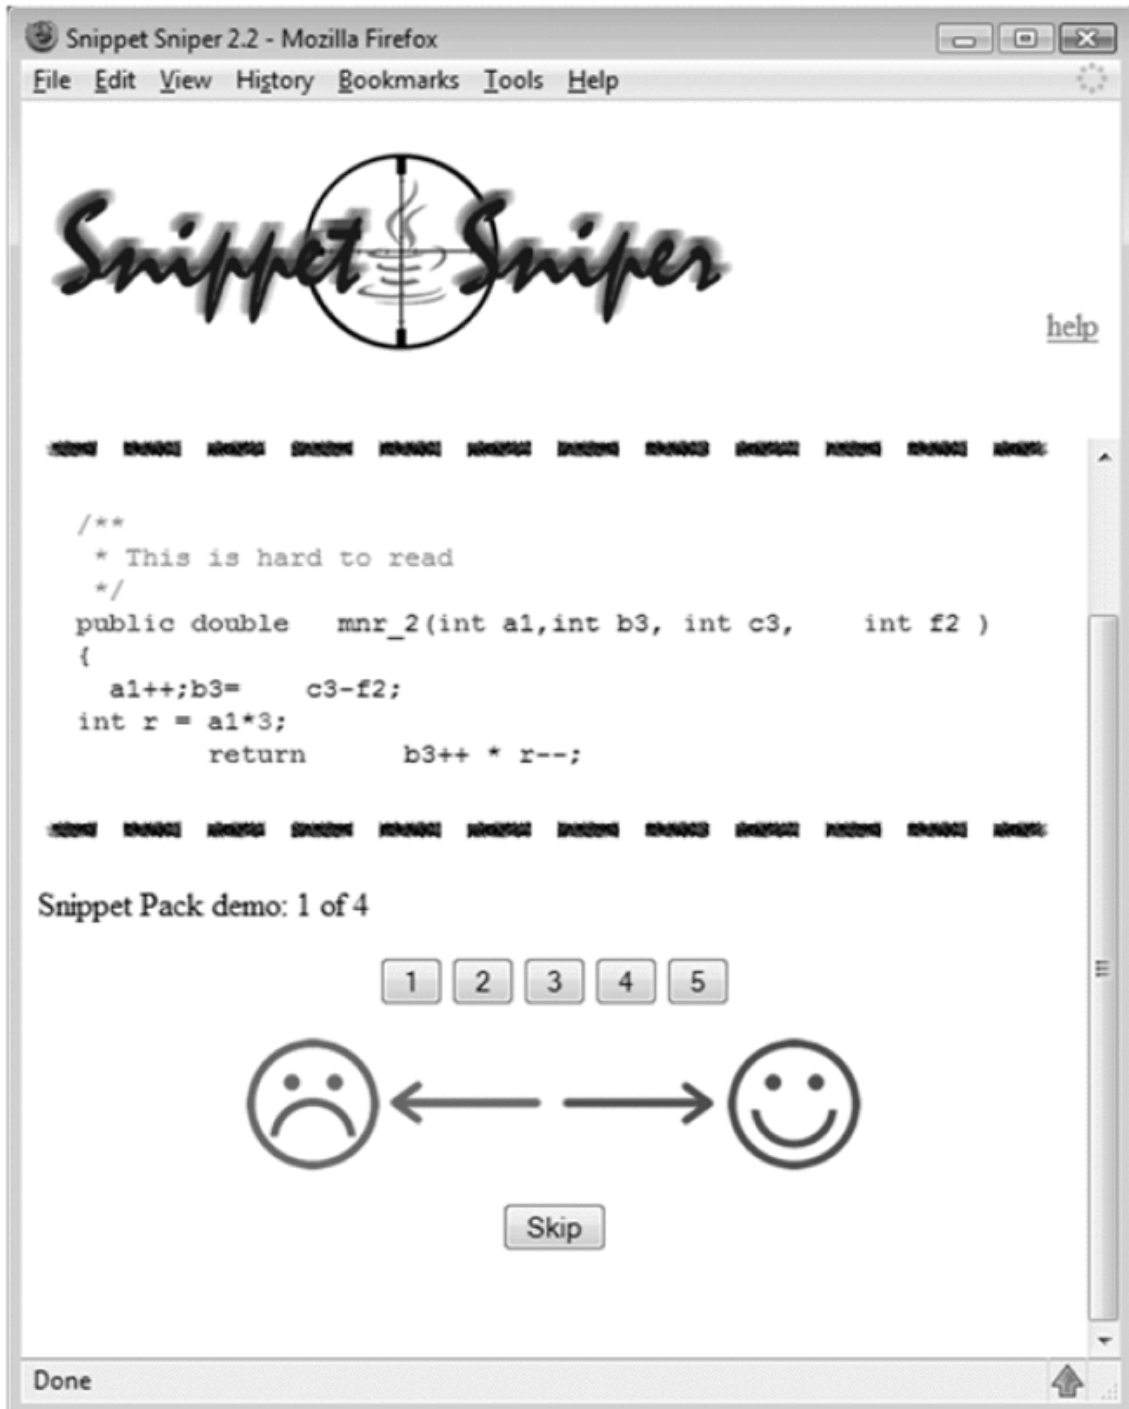 Snippet Sniper 2.2 - Mozilla Firefox
File Edit View History Bookmarks Tools Help
Snippet Sniper
help
/**
 * This is hard to read
 */
public double   mnr_2(int a1,int b3, int c3,    int f2 )
{
  a1++;b3=    c3-f2;
int r = a1*3;
        return      b3++ * r--;
Snippet Pack demo: 1 of 4
1 2 3 4 5
Skip
Done